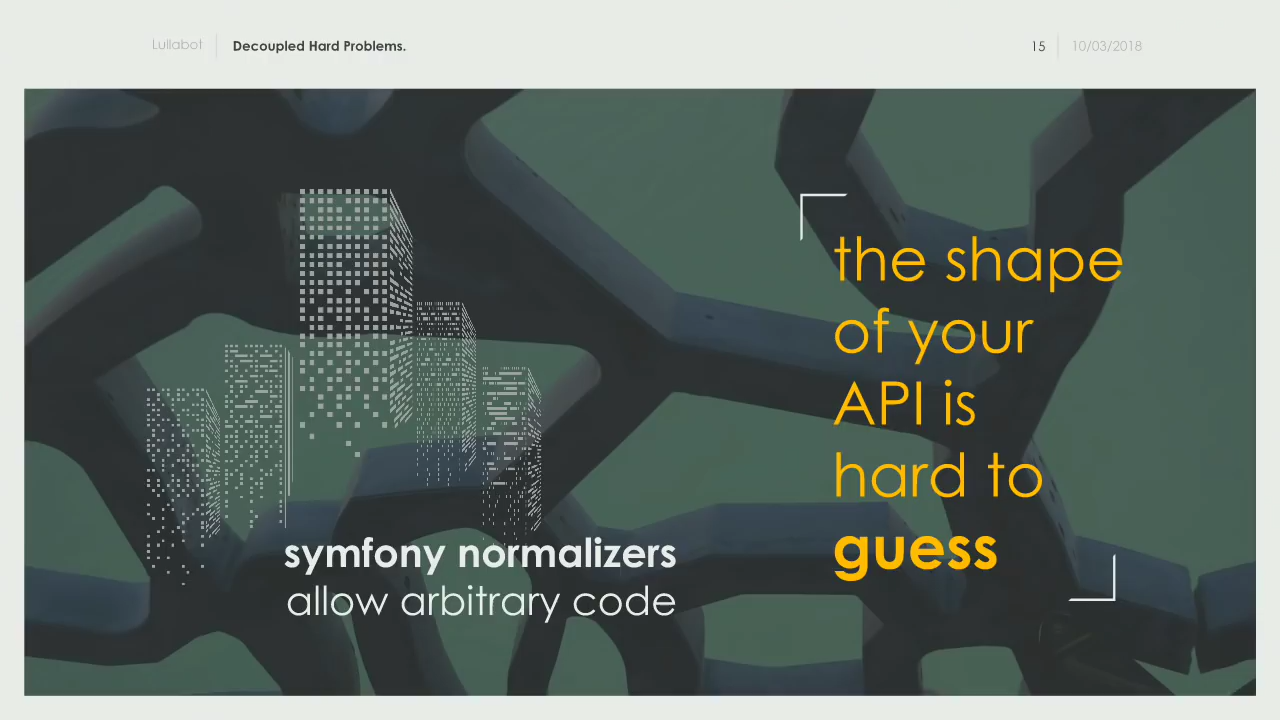 Lullabot
Decoupled Hard Problems.
15
10/03/2018
the shape
of your
API is
hard to
guess
symfony normalizers
allow arbitrary code